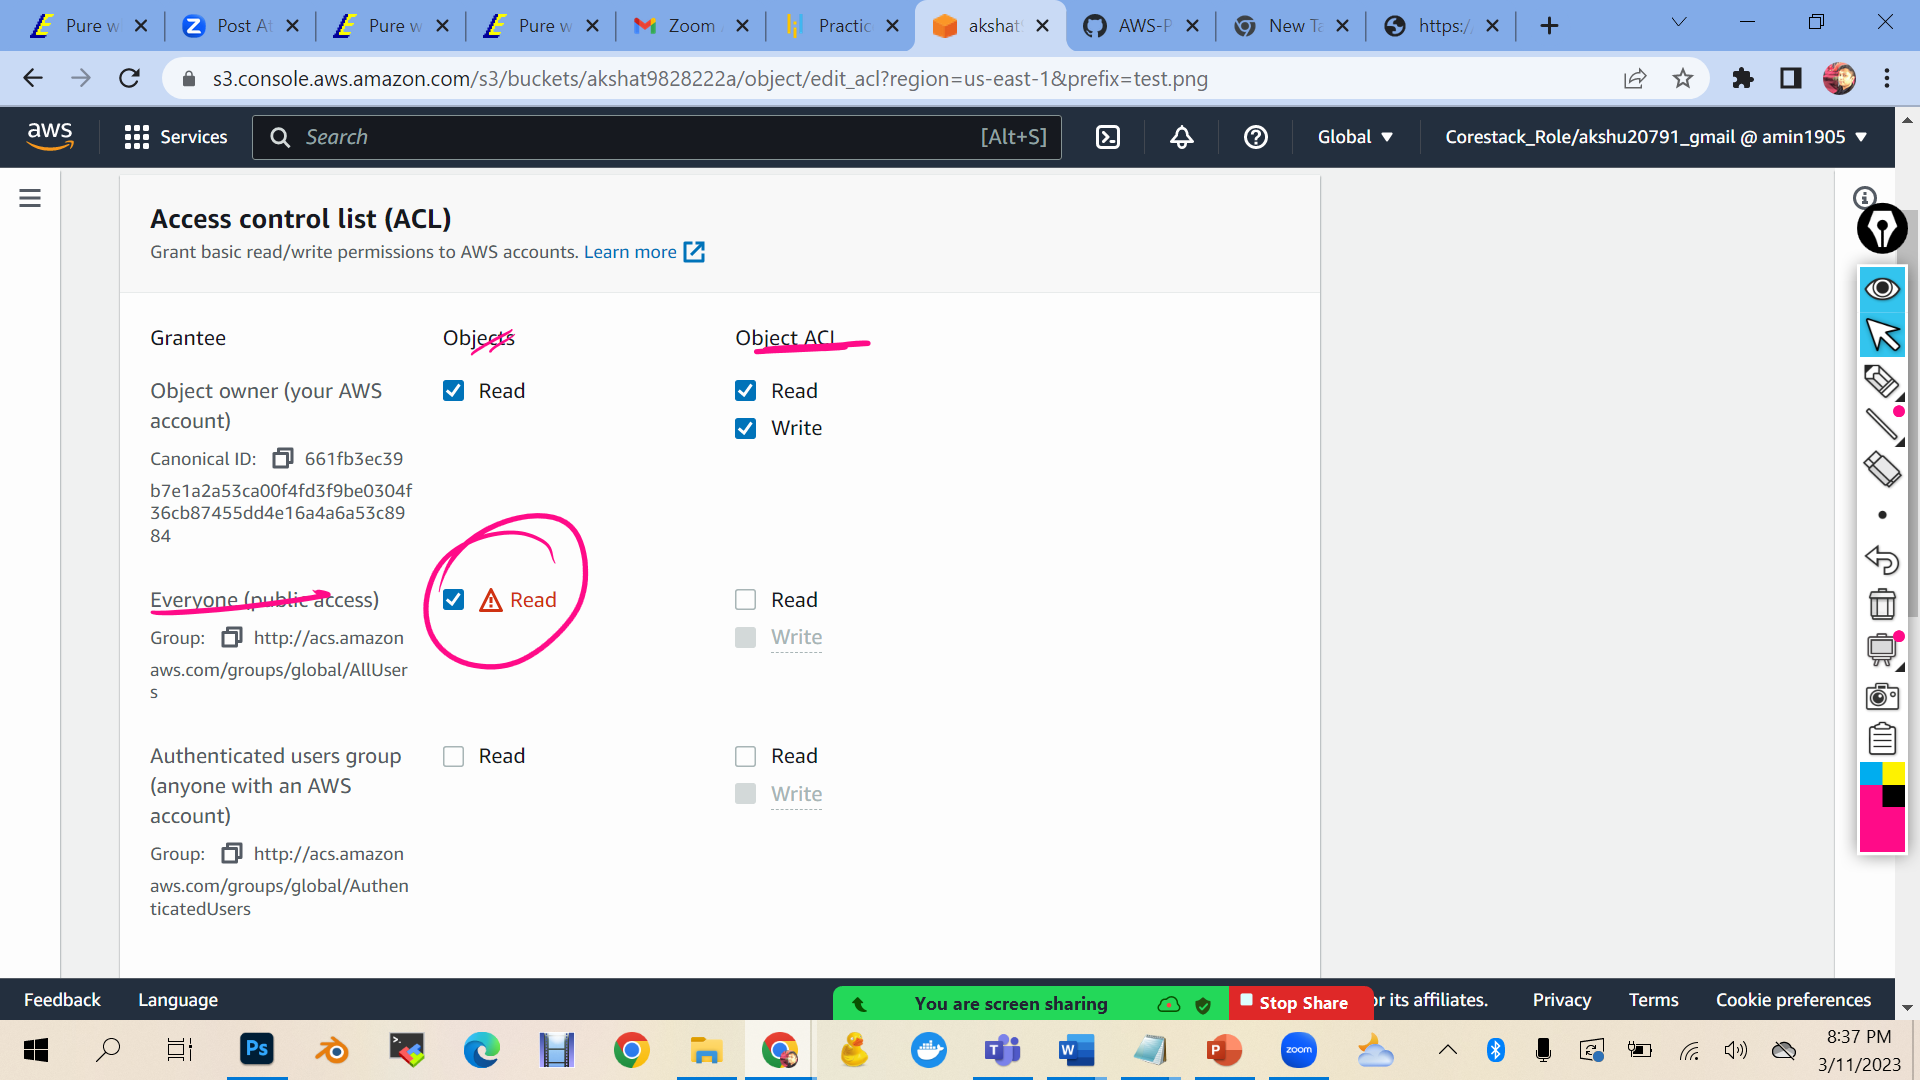 Pure w
Post At
Pure w
Pure w
Zoom
Practic
akshat9
AWS-P
New Ta
https:/
s3.console.aws.amazon.com/s3/buckets/akshat9828222a/object/edit_acl?region=us-east-1&prefix=test.png
aws
Services
Search
[Alt+S]
Global
Corestack_Role/akshu20791_gmail @ amin1905
Access control list (ACL)
Grant basic read/write permissions to AWS accounts. Learn more
Grantee
Objects
Object ACL
Object owner (your AWS
account)
Read
Read
Write
Canonical ID: 661fb3ec39
b7e1a2a53ca00f4fd3f9be0304f
36cb87455dd4e16a4a6a53c89
84
Everyone (public access)
Read
Read
Write
Group: http://acs.amazon
aws.com/groups/global/AllUser
s
Authenticated users group
(anyone with an AWS
account)
Read
Read
Write
Group: http://acs.amazon
aws.com/groups/global/Authen
ticatedUsers
Feedback
Language
You are screen sharing
Stop Share
or its affiliates.
Privacy
Terms
Cookie preferences
Ps
zoom
8:37 PM
3/11/2023